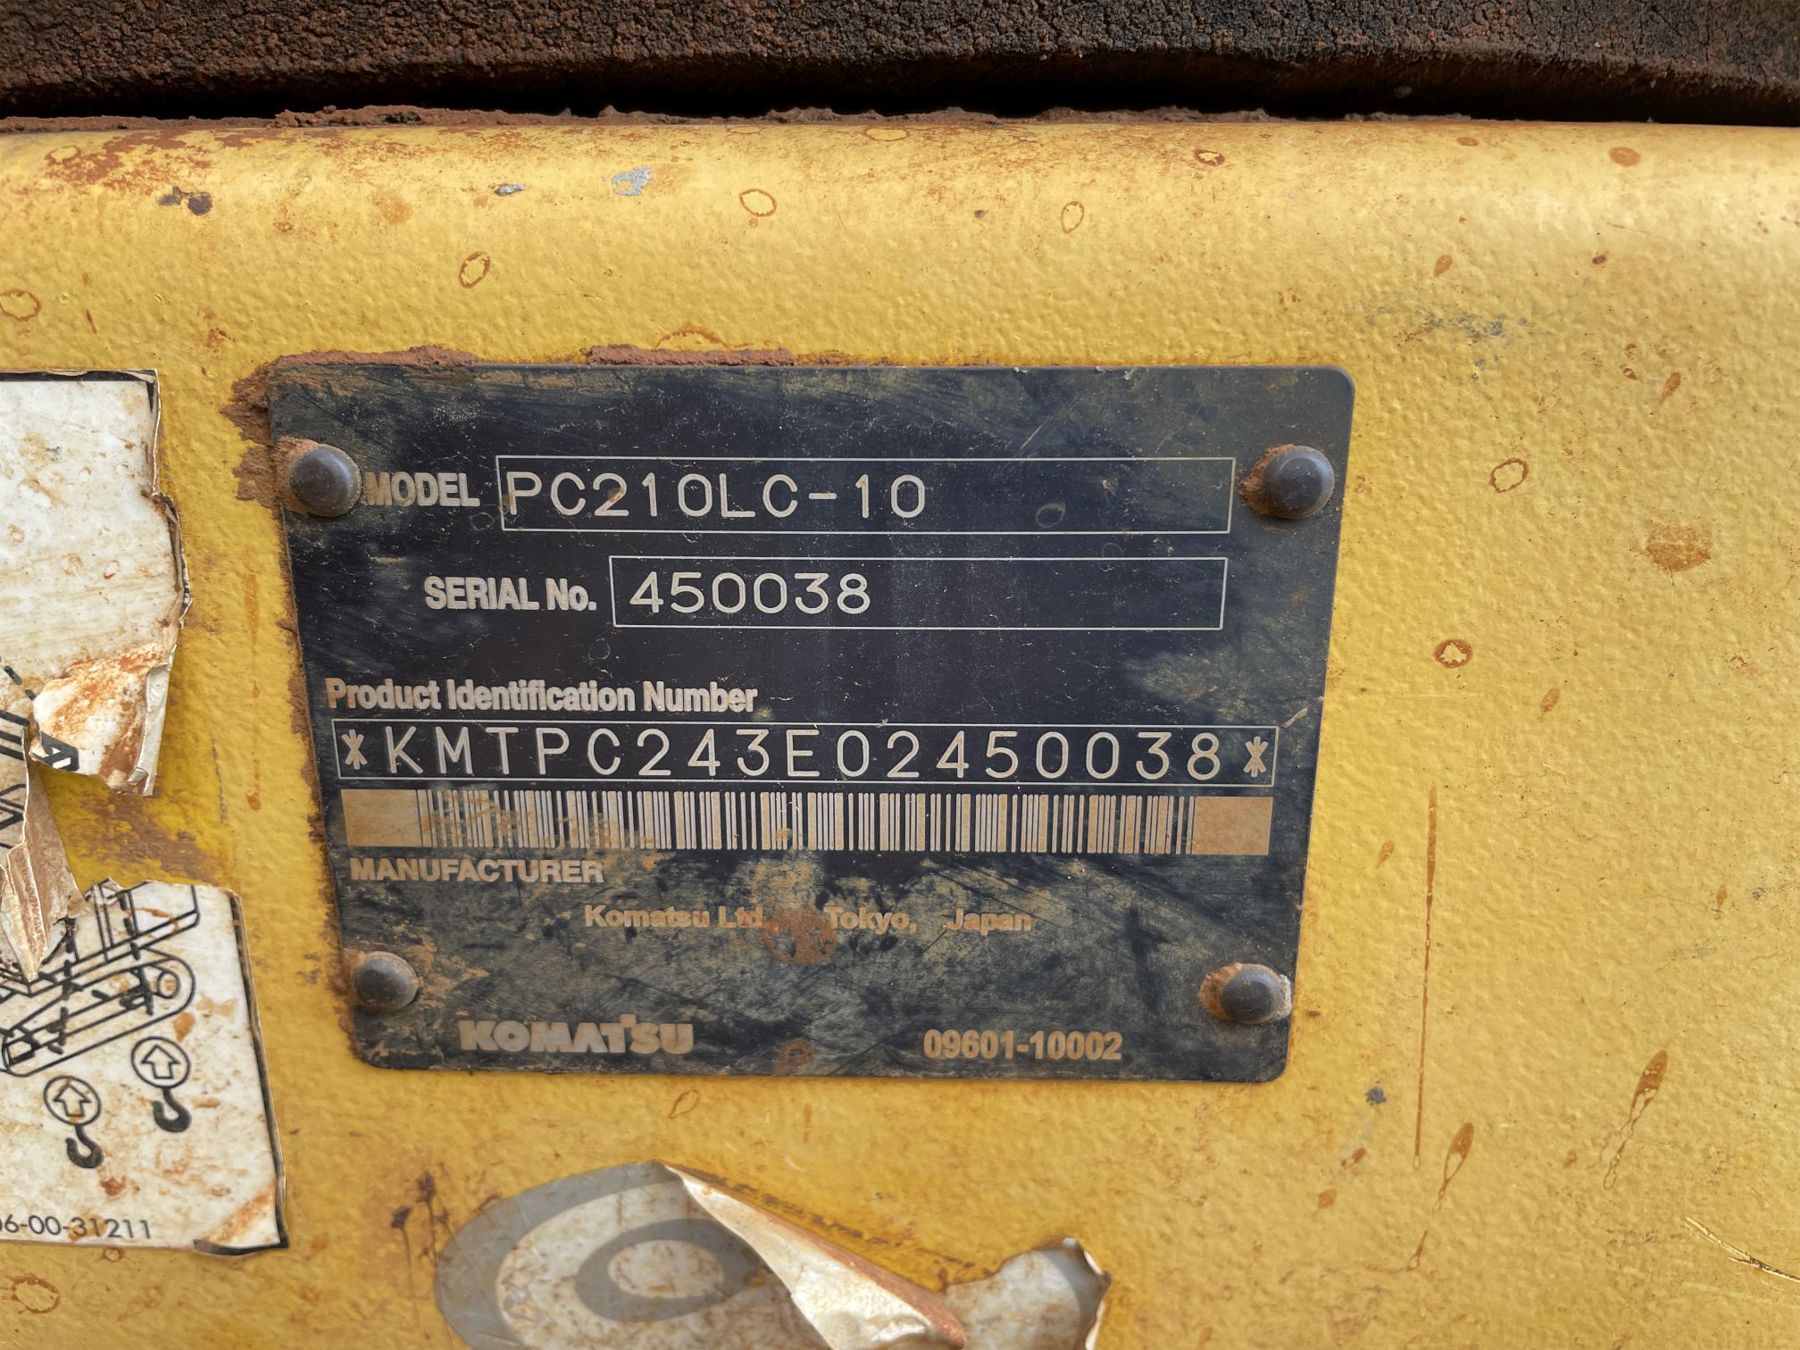 MODEL PC210LC-10
SERIAL No. 450038
Product Identification Number
*KMTPC243E02450038*
MANUFACTURER
Komatsu Ltd. Tokyo, Japan
KOMATSU 09601-10002
6-00-31211